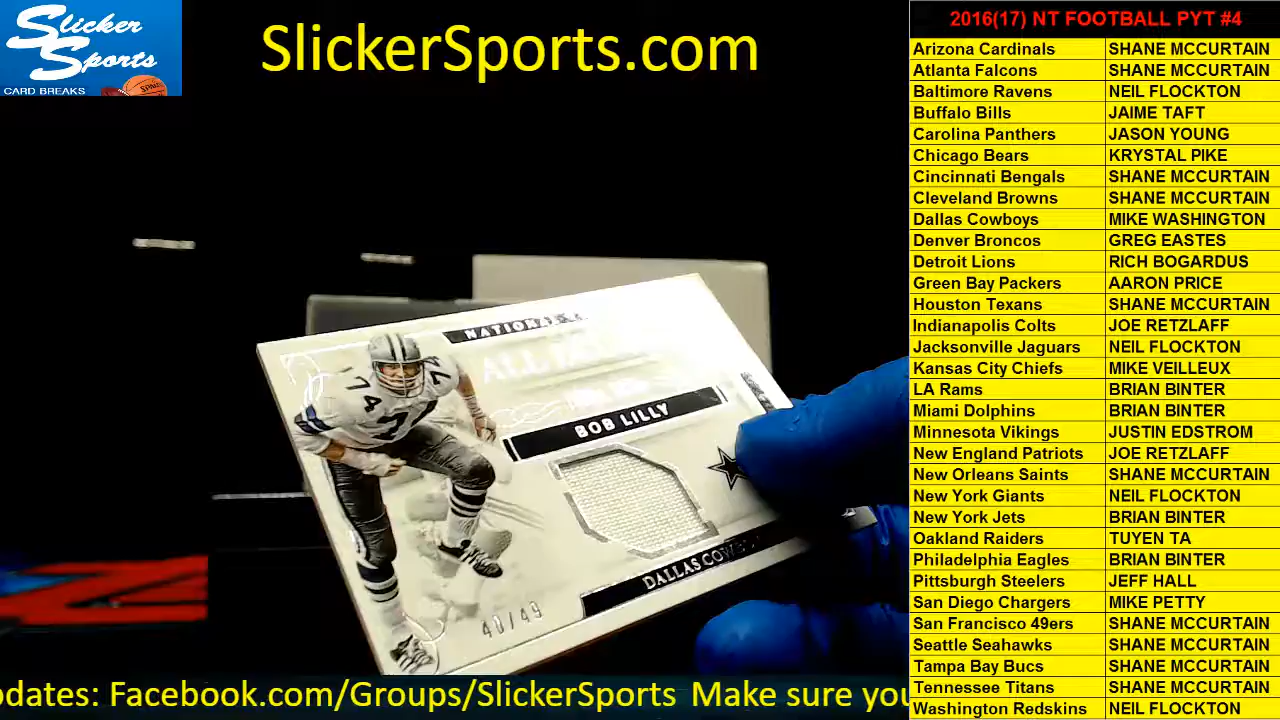 Slicker
Sports
CARD BREAKS
SlickerSports.com
NATIONAL
ALL
BOB LILLY
74
DALLAS COW
40/49
pdates: Facebook.com/Groups/SlickerSports Make sure you
2016(17) NT FOOTBALL PYT #4
Arizona Cardinals SHANE MCCURTAIN
Atlanta Falcons SHANE MCCURTAIN
Baltimore Ravens NEIL FLOCKTON
Buffalo Bills JAIME TAFT
Carolina Panthers JASON YOUNG
Chicago Bears KRYSTAL PIKE
Cincinnati Bengals SHANE MCCURTAIN
Cleveland Browns SHANE MCCURTAIN
Dallas Cowboys MIKE WASHINGTON
Denver Broncos GREG EASTES
Detroit Lions RICH BOGARDUS
Green Bay Packers AARON PRICE
Houston Texans SHANE MCCURTAIN
Indianapolis Colts JOE RETZLAFF
Jacksonville Jaguars NEIL FLOCKTON
Kansas City Chiefs MIKE VEILLEUX
LA Rams BRIAN BINTER
Miami Dolphins BRIAN BINTER
Minnesota Vikings JUSTIN EDSTROM
New England Patriots JOE RETZLAFF
New Orleans Saints SHANE MCCURTAIN
New York Giants NEIL FLOCKTON
New York Jets BRIAN BINTER
Oakland Raiders TUYEN TA
Philadelphia Eagles BRIAN BINTER
Pittsburgh Steelers JEFF HALL
San Diego Chargers MIKE PETTY
San Francisco 49ers SHANE MCCURTAIN
Seattle Seahawks SHANE MCCURTAIN
Tampa Bay Bucs SHANE MCCURTAIN
Tennessee Titans SHANE MCCURTAIN
Washington Redskins NEIL FLOCKTON